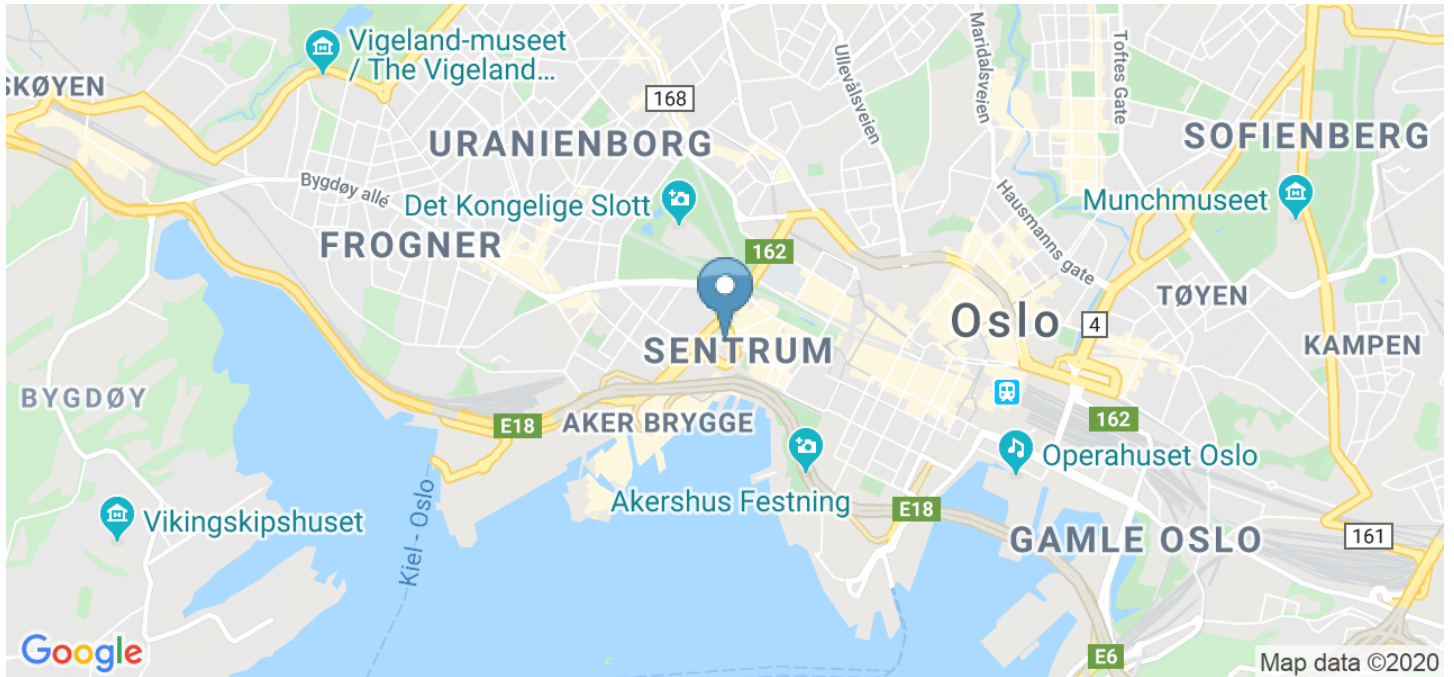 Vigeland-museet
/ The Vigeland...
SKØYEN
168
Ullevålsveien
Maridalsveien
Toftes Gate
URANIENBORG
SOFIENBERG
Bygdøy allé
Det Kongelige Slott
Munchmuseet
Hausmanns gate
FROGNER
162
TØYEN
Oslo
4
SENTRUM
KAMPEN
BYGDØY
E18
AKER BRYGGE
162
Operahuset Oslo
Akershus Festning
E18
Vikingskipshuset
Kiel - Oslo
GAMLE OSLO
161
Google
E6
Map data ©2020